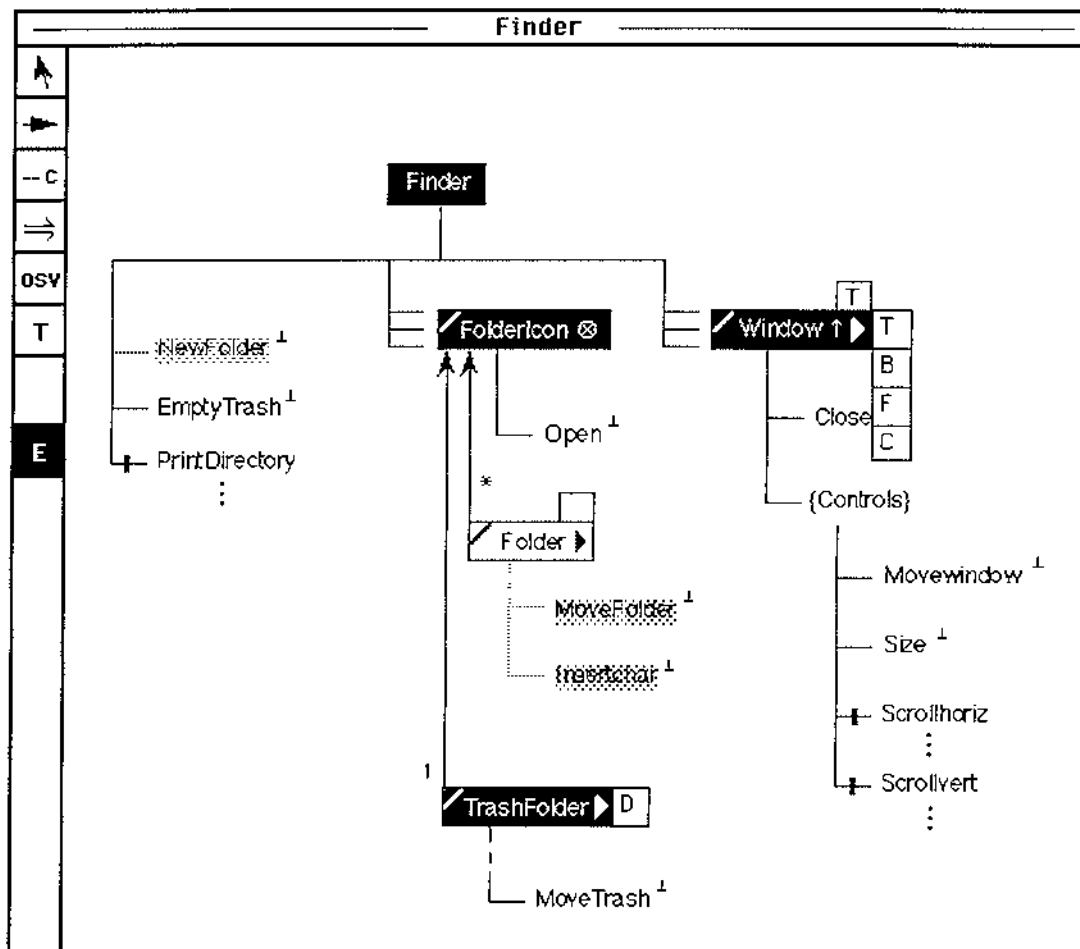 Finder
-- C
OSV
T
E
Finder
T
FolderIcon ⊗
Window ↑
T
B
F
C
NewFolder ⊥
EmptyTrash ⊥
PrintDirectory
⋮
Open ⊥
Close
*
{Controls}
Folder
Movewindow ⊥
MoveFolder ⊥
Size ⊥
Insertchar ⊥
Scrollhoriz
⋮
1
Scrollvert
⋮
TrashFolder
D
MoveTrash ⊥